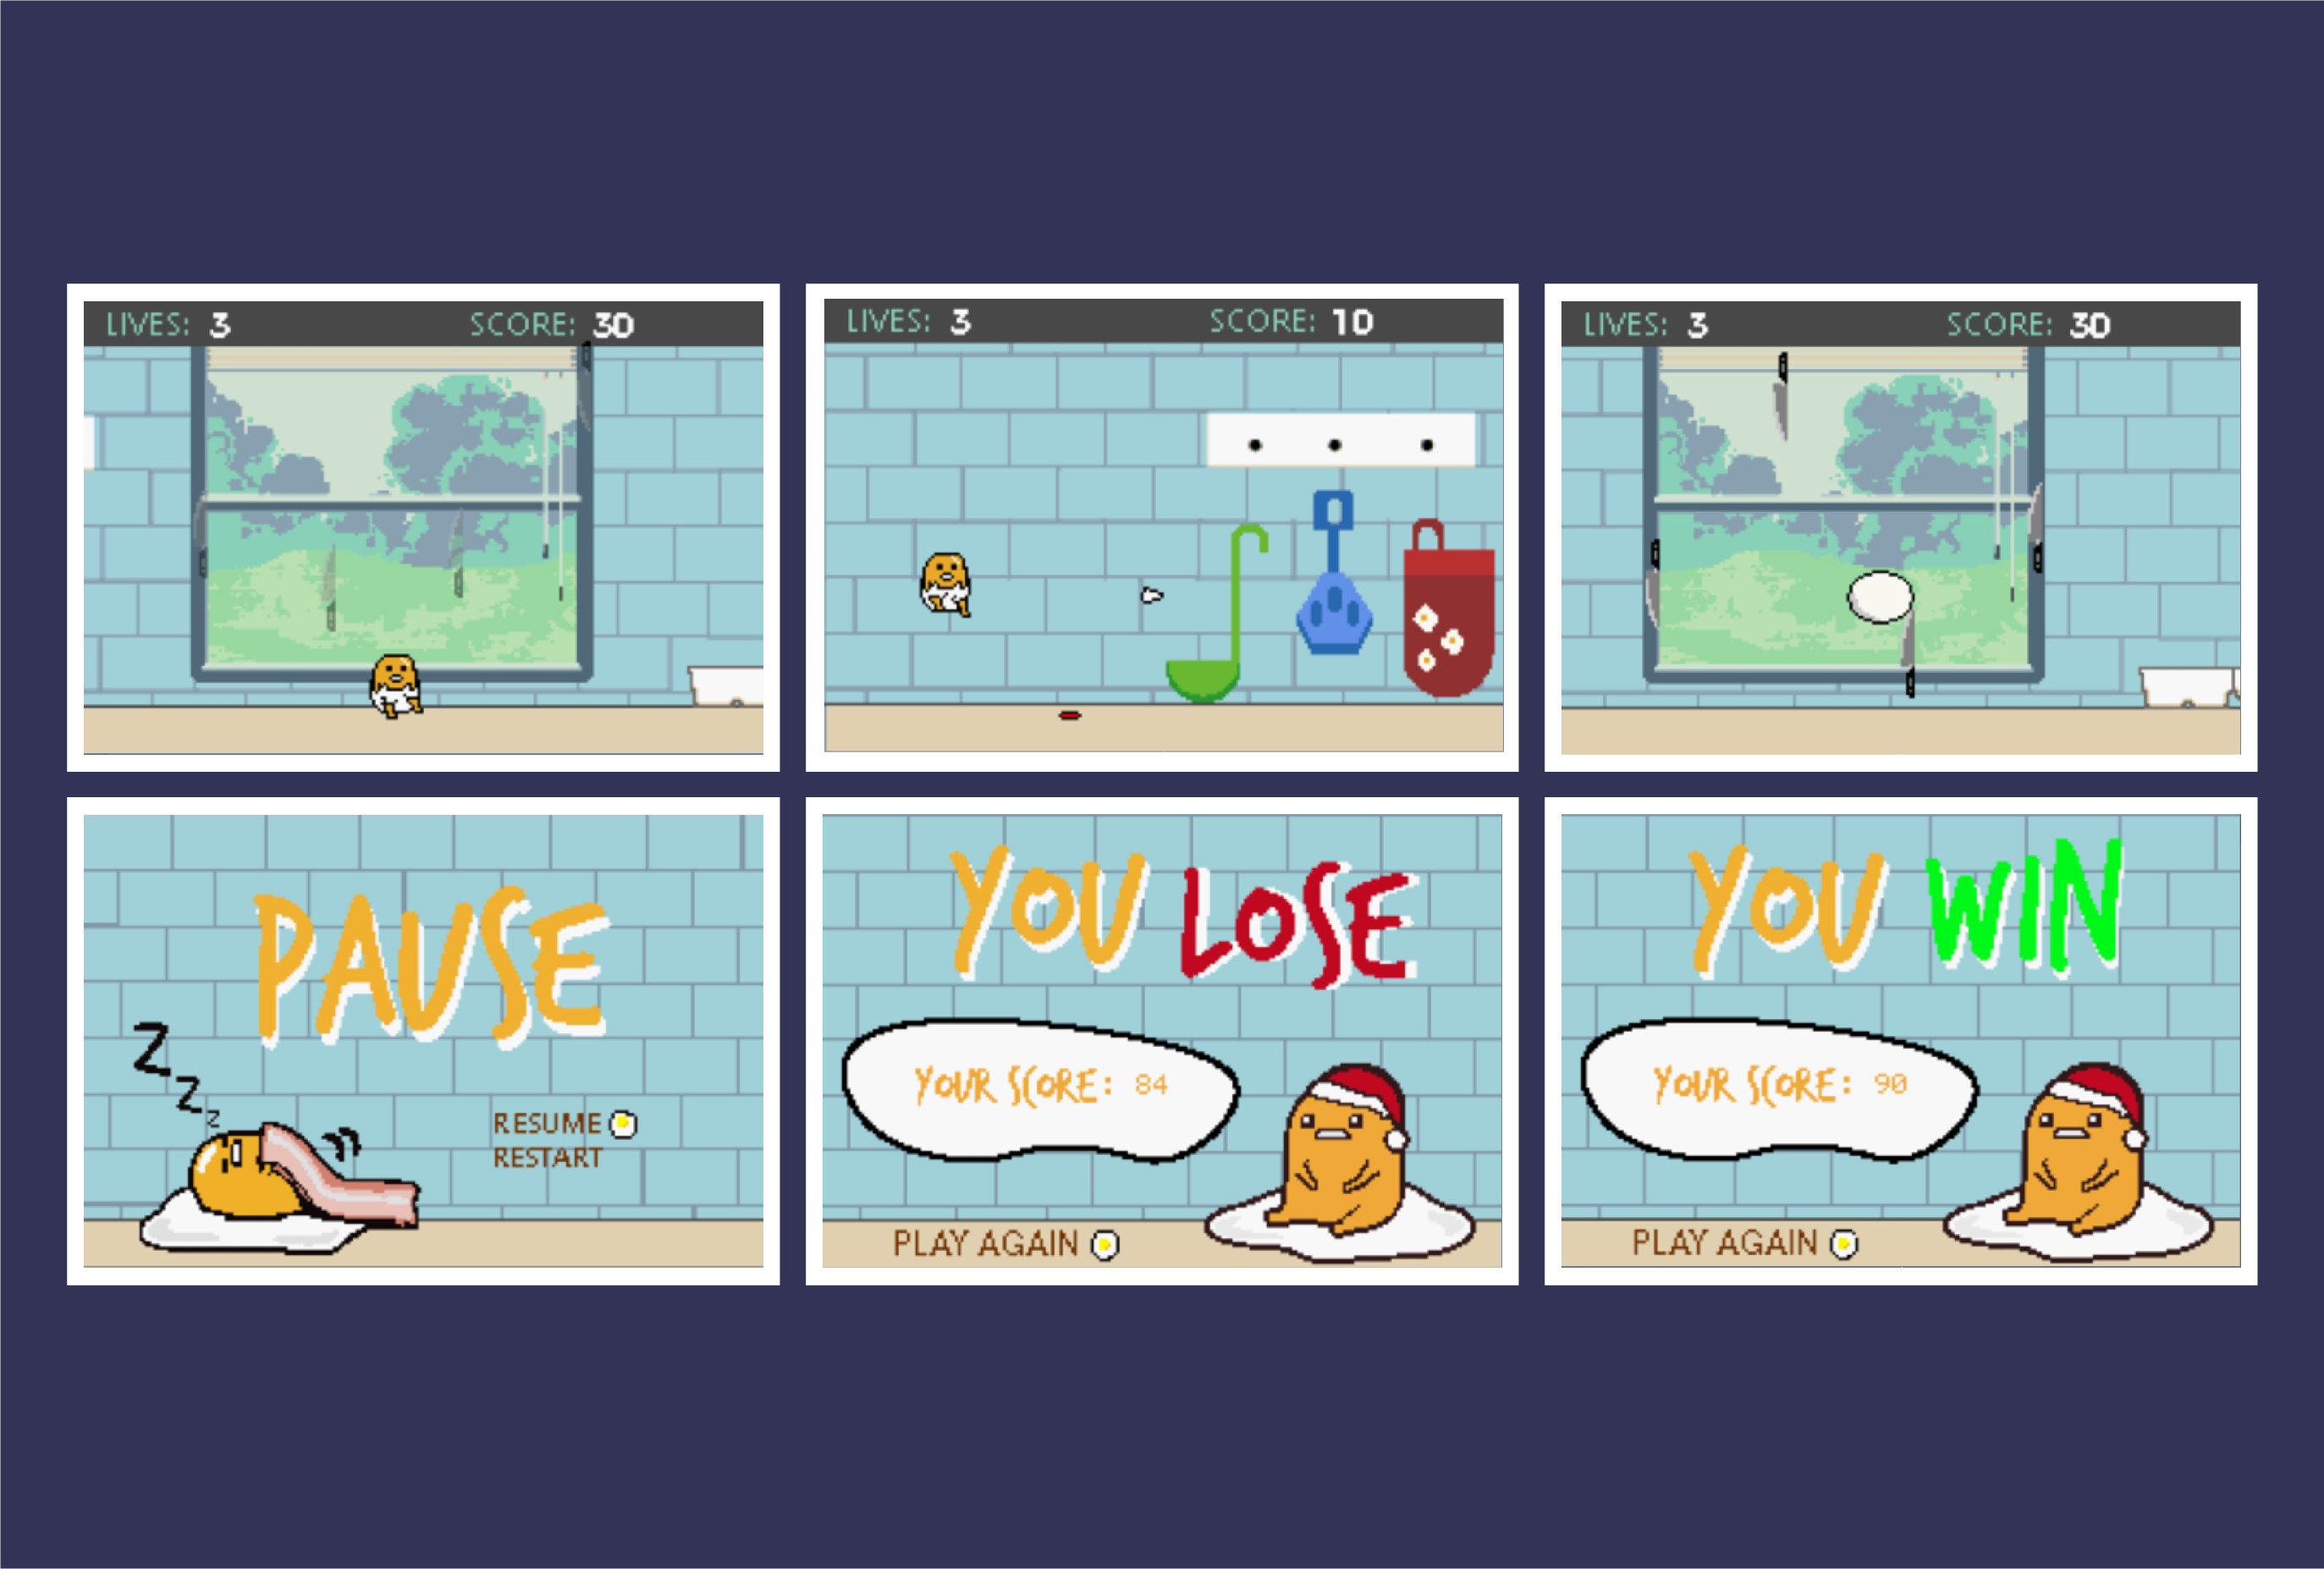 LIVES: 3 SCORE: 30
LIVES: 3 SCORE: 10
LIVES: 3 SCORE: 30
PAUSE
Z
Z
Z
RESUME
RESTART
YOU LOSE
YOUR SCORE: 84
PLAY AGAIN
YOU WIN
YOUR SCORE: 90
PLAY AGAIN